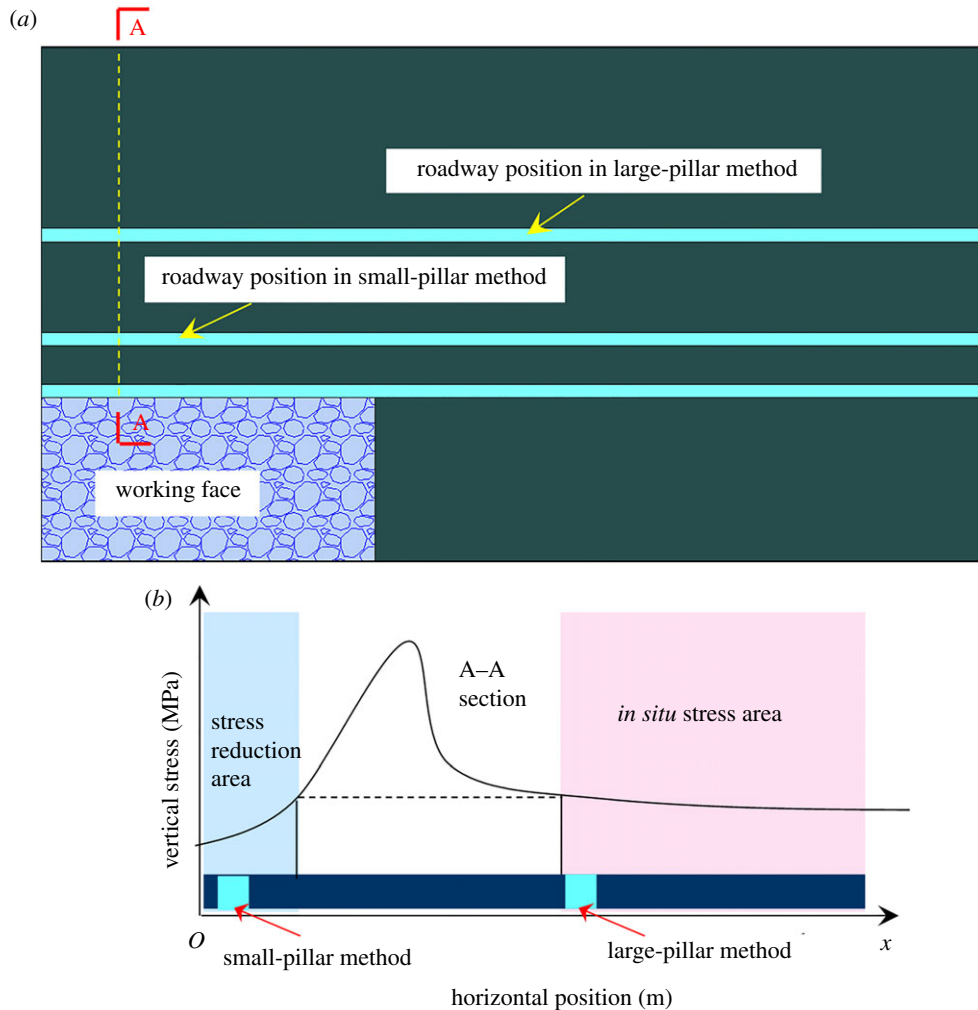 (a)
A
roadway position in large-pillar method
roadway position in small-pillar method
A
working face
(b)
vertical stress (MPa)
stress
reduction
area
A–A
section
in situ stress area
O
x
small-pillar method
large-pillar method
horizontal position (m)